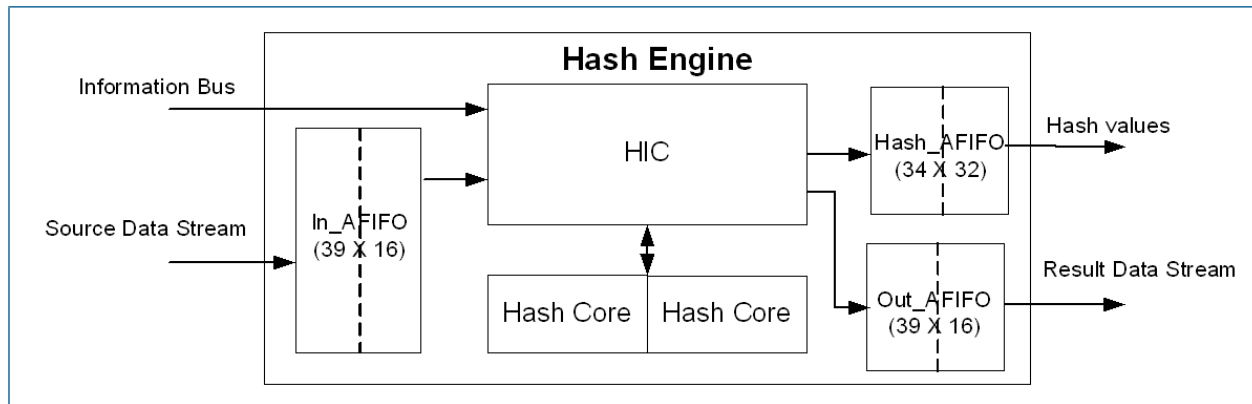 Hash Engine
Information Bus
HIC
Hash_AFIFO
(34 X 32)
Hash values
In_AFIFO
(39 X 16)
Source Data Stream
Hash Core
Hash Core
Out_AFIFO
(39 X 16)
Result Data Stream